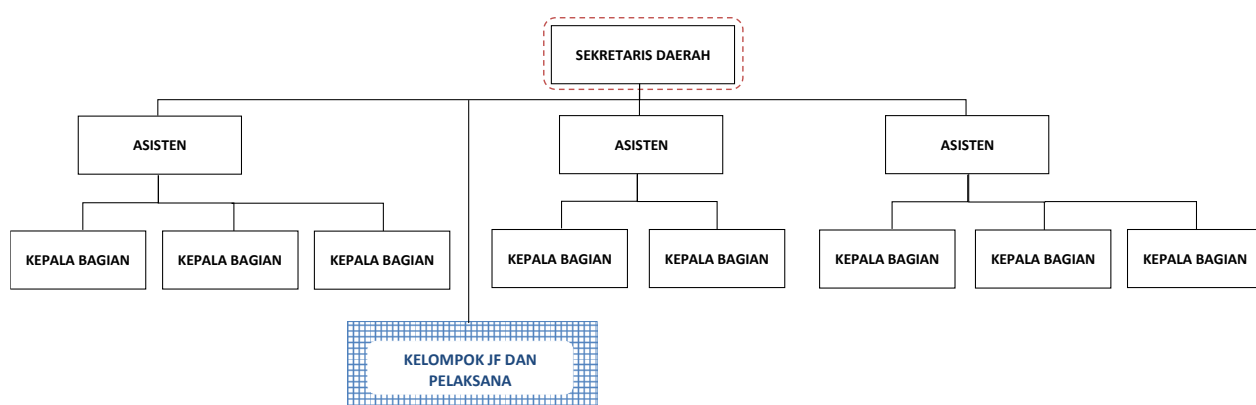 SEKRETARIS DAERAH
ASISTEN
ASISTEN
ASISTEN
KEPALA BAGIAN
KEPALA BAGIAN
KEPALA BAGIAN
KEPALA BAGIAN
KEPALA BAGIAN
KEPALA BAGIAN
KEPALA BAGIAN
KEPALA BAGIAN
KELOMPOK JF DAN
PELAKSANA